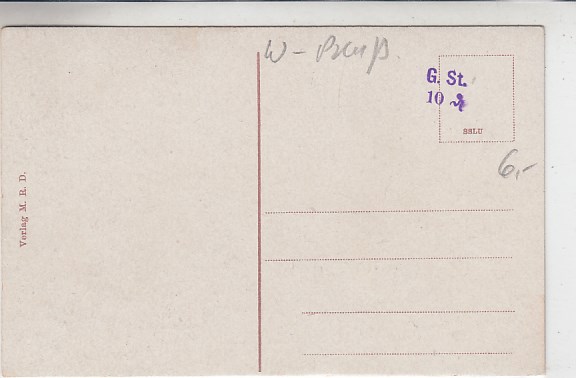 W-Preuß.
G. St.
10 ₰
SSLU
6,-
Verlag M. R. D.